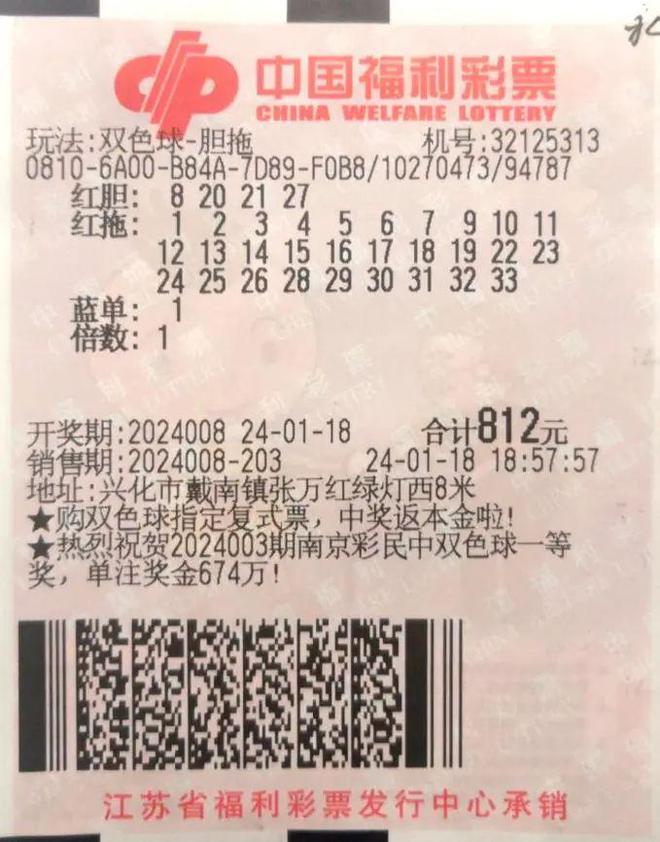 中国福利彩票
CHINA WELFARE LOTTERY
玩法:双色球-胆拖 机号:32125313
0810-6A00-B84A-7D89-F0B8/10270473/94787
红胆: 8 20 21 27
红拖: 1 2 3 4 5 6 7 9 10 11
12 13 14 15 16 17 18 19 22 23
24 25 26 28 29 30 31 32 33
蓝单: 1
倍数: 1
开奖期:2024008 24-01-18 合计812元
销售期:2024008-203 24-01-18 18:57:57
地址:兴化市戴南镇张万红绿灯西8米
★购双色球指定复式票，中奖返本金啦!
★热烈祝贺2024003期南京彩民中双色球一等
奖，单注奖金674万!
江苏省福利彩票发行中心承销